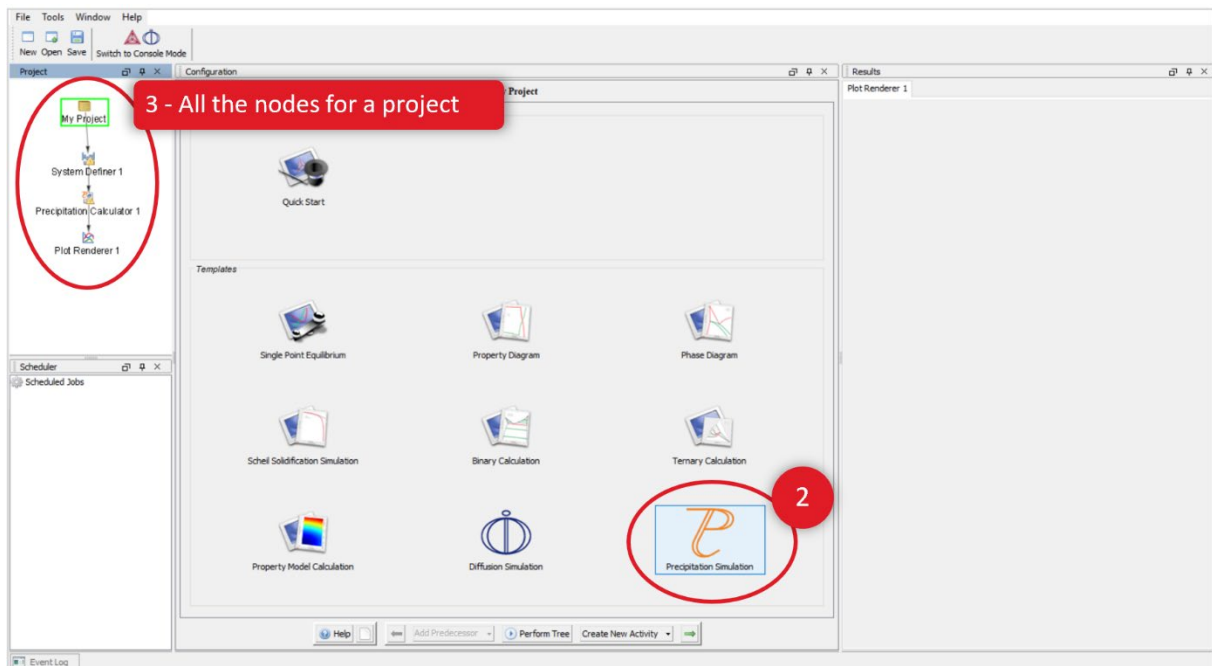 File Tools Window Help
New Open Save Switch to Console Mode
Project
Configuration
Results
3 - All the nodes for a project
Project
Plot Renderer 1
My Project
System Definer 1
Precipitation Calculator 1
Plot Renderer 1
Quick Start
Templates
Single Point Equilibrium
Property Diagram
Phase Diagram
Scheil Solidification Simulation
Binary Calculation
Ternary Calculation
2
Property Model Calculation
Diffusion Simulation
Precipitation Simulation
Scheduler
Scheduled Jobs
Help Add Predecessor Perform Tree Create New Activity
Event Log